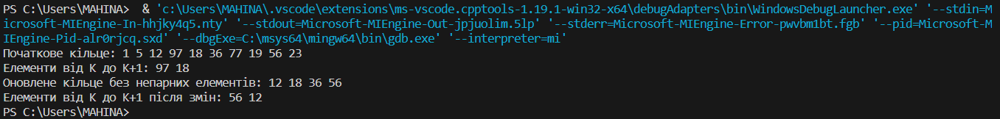 PS C:\Users\MAHINA>  & 'c:\Users\MAHINA\.vscode\extensions\ms-vscode.cpptools-1.19.1-win32-x64\debugAdapters\bin\WindowsDebugLauncher.exe' '--stdin=M
icrosoft-MIEngine-In-hhjky4q5.nty' '--stdout=Microsoft-MIEngine-Out-jpjuolim.5lp' '--stderr=Microsoft-MIEngine-Error-pwvbm1bt.fgb' '--pid=Microsoft-M
IEngine-Pid-alr0rjcq.sxd' '--dbgExe=C:\msys64\mingw64\bin\gdb.exe' '--interpreter=mi'
Початкове кільце: 1 5 12 97 18 36 77 19 56 23
Елементи від К до К+1: 97 18
Оновлене кільце без непарних елементів: 12 18 36 56
Елементи від К до К+1 після змін: 56 12
PS C:\Users\MAHINA>